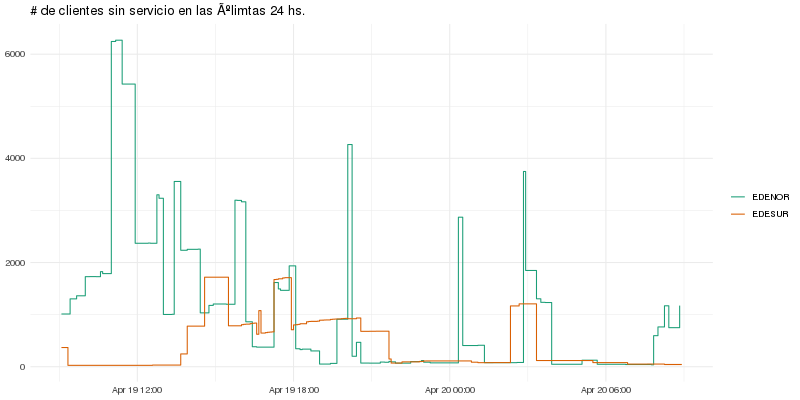 # de clientes sin servicio en las Ãºlimtas 24 hs.
6000
4000
2000
0
Apr 19 12:00
Apr 19 18:00
Apr 20 00:00
Apr 20 06:00
EDENOR
EDESUR